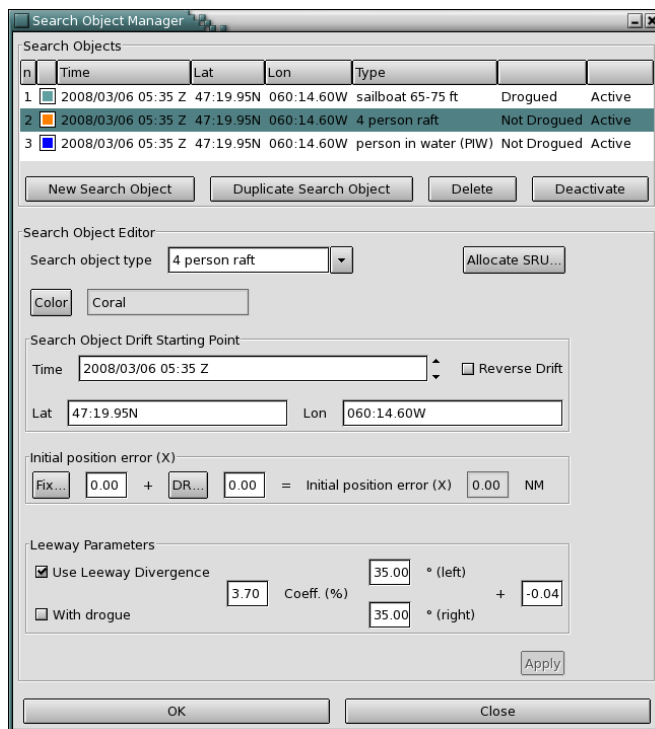 Search Object Manager
Search Objects
n Time Lat Lon Type
1 2008/03/06 05:35 Z 47:19.95N 060:14.60W sailboat 65-75 ft Drogued Active
2 2008/03/06 05:35 Z 47:19.95N 060:14.60W 4 person raft Not Drogued Active
3 2008/03/06 05:35 Z 47:19.95N 060:14.60W person in water (PIW) Not Drogued Active
New Search Object Duplicate Search Object Delete Deactivate
Search Object Editor
Search object type 4 person raft Allocate SRU...
Color Coral
Search Object Drift Starting Point
Time 2008/03/06 05:35 Z Reverse Drift
Lat 47:19.95N Lon 060:14.60W
Initial position error (X)
Fix... 0.00 + DR... 0.00 = Initial position error (X) 0.00 NM
Leeway Parameters
Use Leeway Divergence 35.00 ° (left)
3.70 Coeff. (%) + -0.04
With drogue 35.00 ° (right)
Apply
OK Close